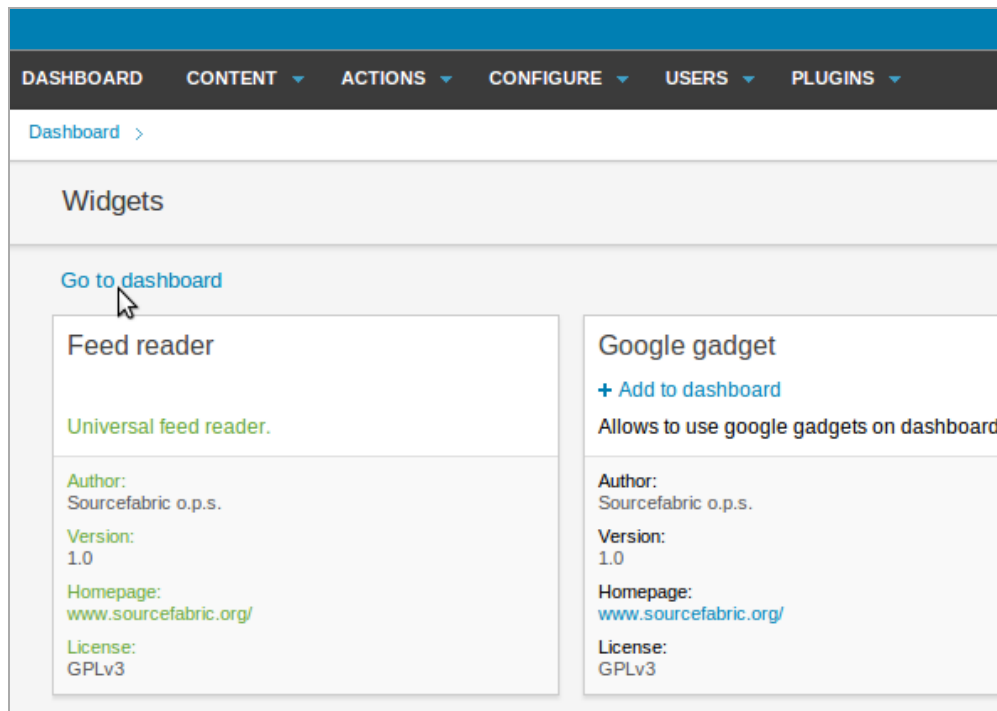 DASHBOARD CONTENT ACTIONS CONFIGURE USERS PLUGINS
Dashboard
Widgets
Go to dashboard
Feed reader
Universal feed reader.
Author:
Sourcefabric o.p.s.
Version:
1.0
Homepage:
www.sourcefabric.org/
License:
GPLv3
Google gadget
+ Add to dashboard
Allows to use google gadgets on dashboard
Author:
Sourcefabric o.p.s.
Version:
1.0
Homepage:
www.sourcefabric.org/
License:
GPLv3